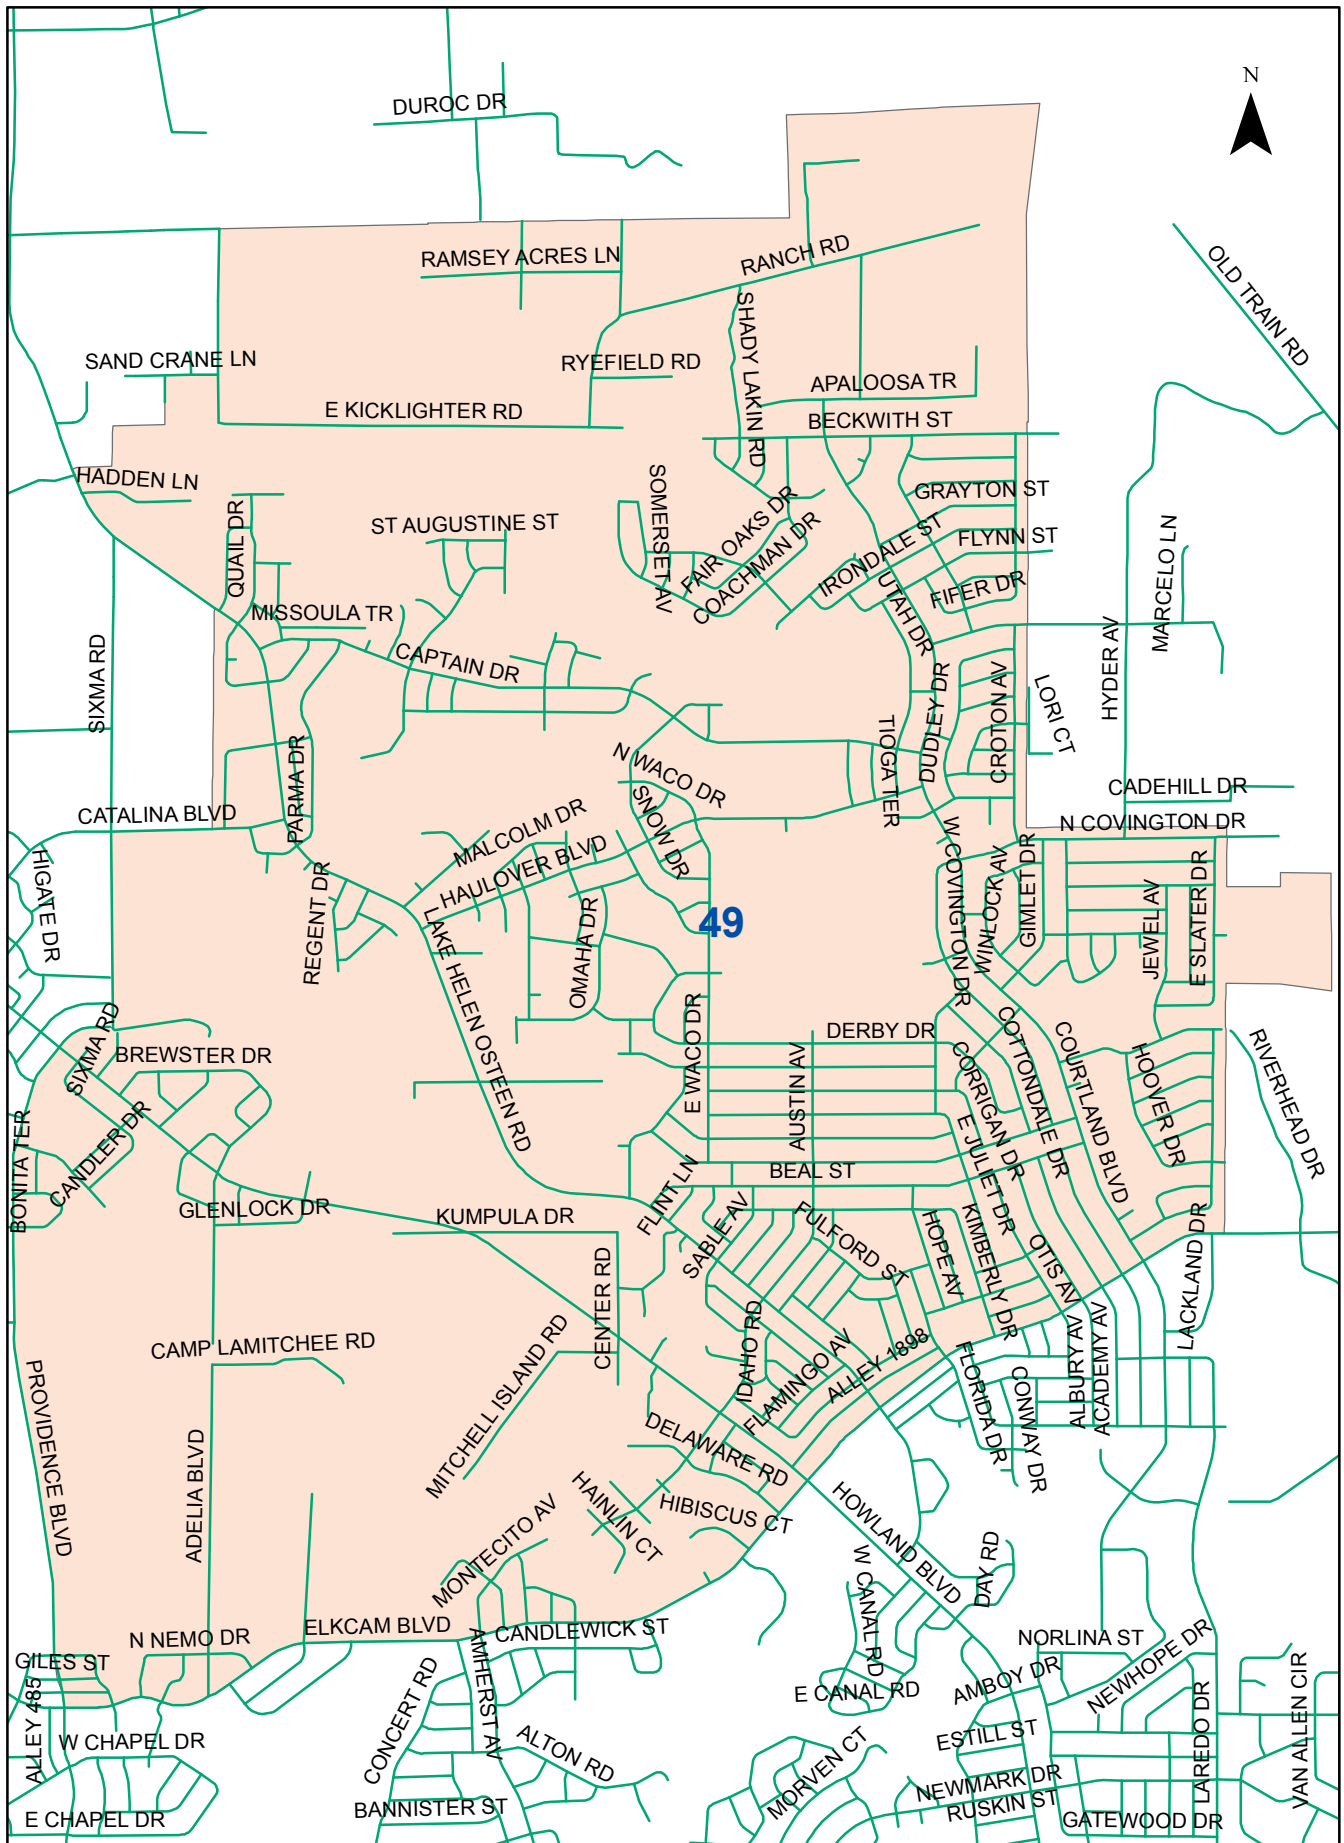 N
DUROC DR
RAMSEY ACRES LN
RANCH RD
OLD TRAIN RD
SHADY LAKIN RD
SAND CRANE LN
RYEFIELD RD
APALOOSA TR
E KICKLIGHTER RD
BECKWITH ST
HADDEN LN
SOMERSET AV
GRAYTON ST
QUAIL DR
ST AUGUSTINE ST
FAIR OAKS DR
COACHMAN DR
IRONDALE ST
FLYNN ST
MARCELO LN
FIFER DR
UTAH DR
MISSOULA TR
SIXMA RD
CAPTAIN DR
HYDER AV
DUDLEY DR
CROTON AV
LORI CT
TIOGA TER
N WACO DR
PARMA DR
CATALINA BLVD
CADEHILL DR
SNOW DR
MALCOLM DR
N COVINGTON DR
HIGATE DR
HAULOVER BLVD
W COVINGTON DR
WINLOCK AV
GIMLET DR
REGENT DR
JEWEL AV
E SLATER DR
49
OMAHA DR
LAKE HELEN OSTEEN RD
SIXMA RD
BREWSTER DR
E WACO DR
DERBY DR
AUSTIN AV
COTTONDALE DR
COURTLAND BLVD
HOOVER DR
RIVERHEAD DR
CORRIGAN DR
E JULIET DR
BONITA TER
CANDLER DR
BEAL ST
FLINT LN
GLENLOCK DR
KUMPULA DR
SABLE AV
FULFORD ST
HOPE AV
KIMBERLY DR
OTIS AV
LACKLAND DR
CENTER RD
CAMP LAMITCHEE RD
MITCHELL ISLAND RD
IDAHO RD
FLAMINGO AV
ALLEY 1898
ALBURY AV
ACADEMY AV
FLORIDA DR
CONWAY DR
PROVIDENCE BLVD
ADELIA BLVD
DELAWARE RD
HAINLIN CT
HIBISCUS CT
HOWLAND BLVD
MONTECITO AV
W CANAL RD
DAY RD
N NEMO DR
ELKCAM BLVD
CANDLEWICK ST
AMHERST AV
NORLINA ST
NEWHOPE DR
GILES ST
ALLEY 485
CONCERT RD
E CANAL RD
AMBOY DR
LAREDO DR
VAN ALLEN CIR
W CHAPEL DR
ALTON RD
ESTILL ST
MORVEN CT
NEWMARK DR
E CHAPEL DR
BANNISTER ST
RUSKIN ST
GATEWOOD DR